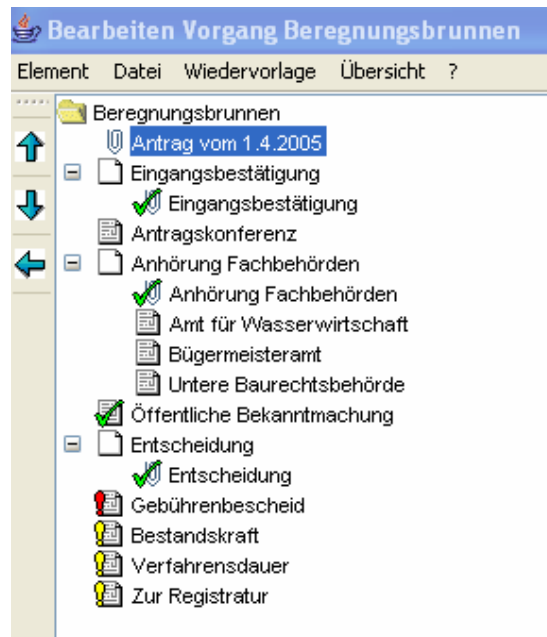 Bearbeiten Vorgang Beregnungsbrunnen
Element Datei Wiedervorlage Übersicht ?
Beregnungsbrunnen
Antrag vom 1.4.2005
Eingangsbestätigung
Eingangsbestätigung
Antragskonferenz
Anhörung Fachbehörden
Anhörung Fachbehörden
Amt für Wasserwirtschaft
Bügermeisteramt
Untere Baurechtsbehörde
Öffentliche Bekanntmachung
Entscheidung
Entscheidung
Gebührenbescheid
Bestandskraft
Verfahrensdauer
Zur Registratur